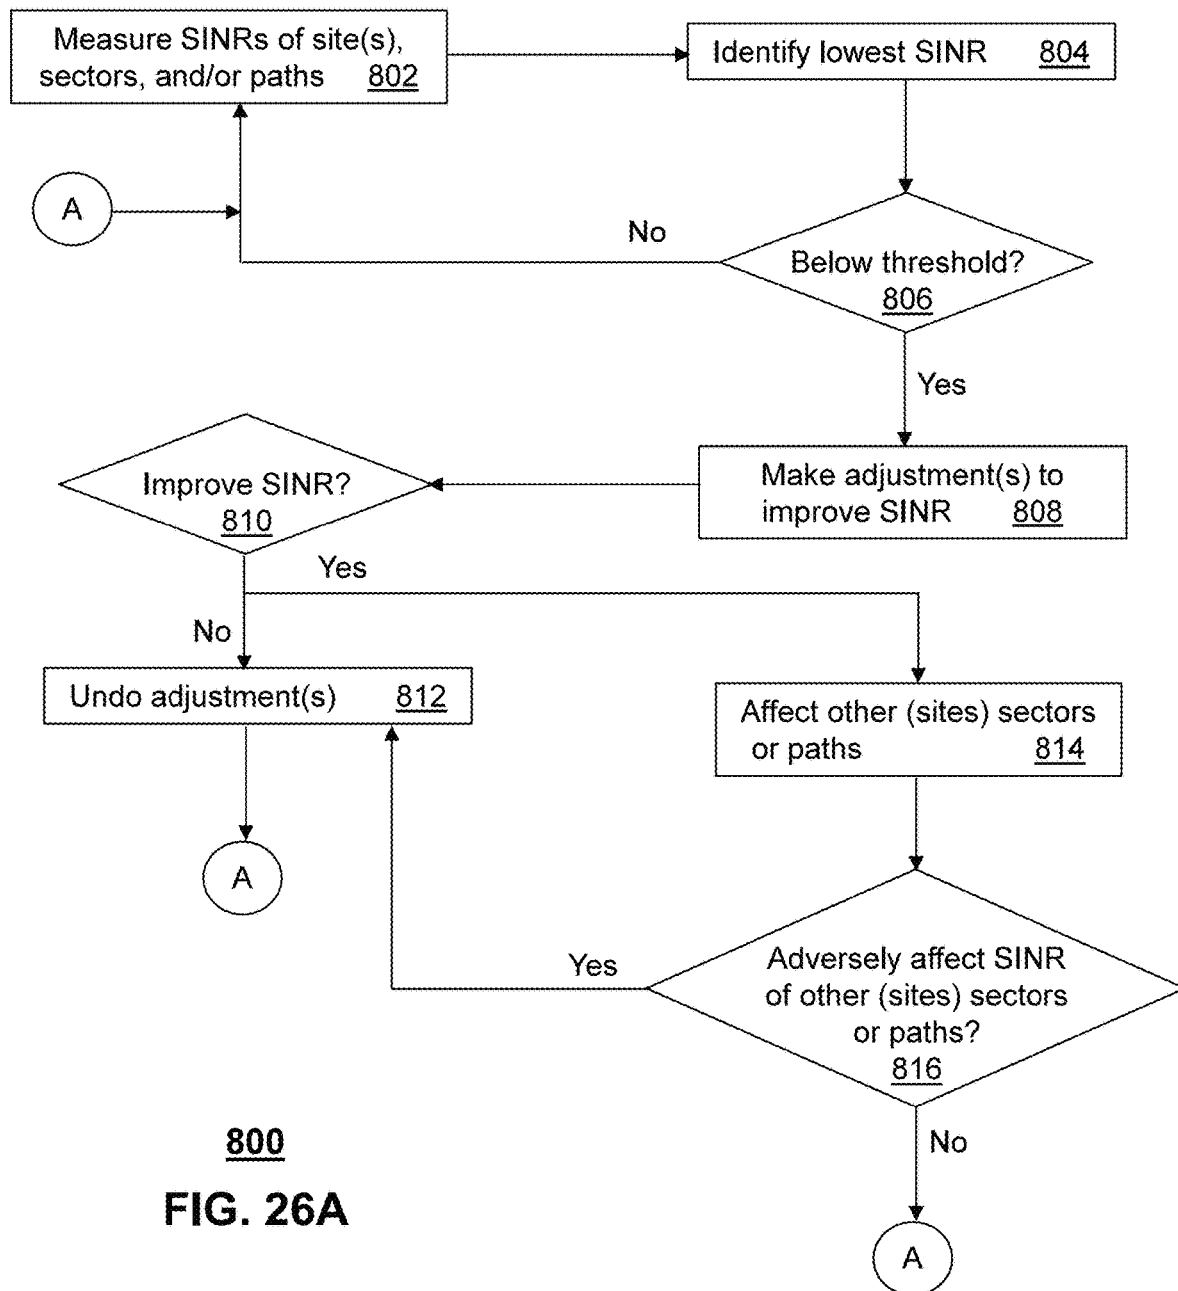 Measure SINRs of site(s),
sectors, and/or paths 802
Identify lowest SINR 804
A
No
Below threshold?
806
Yes
Improve SINR?
810
Make adjustment(s) to
improve SINR 808
Yes
No
Undo adjustment(s) 812
Affect other (sites) sectors
or paths 814
A
Yes
Adversely affect SINR
of other (sites) sectors
or paths?
816
No
800
FIG. 26A
A